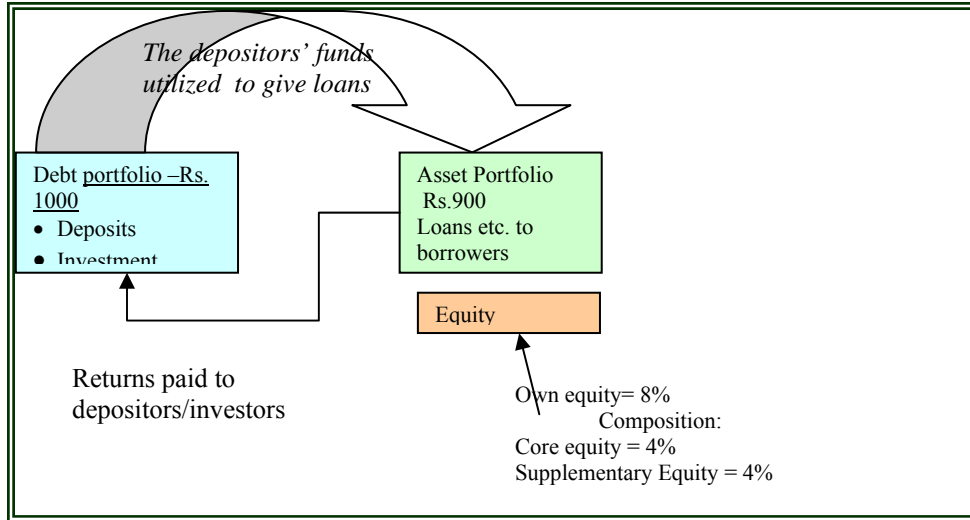 The depositors’ funds
utilized to give loans
Debt portfolio –Rs.
1000
• Deposits
• Investment
Asset Portfolio
Rs.900
Loans etc. to
borrowers
Equity
Returns paid to
depositors/investors
Own equity= 8%
Composition:
Core equity = 4%
Supplementary Equity = 4%